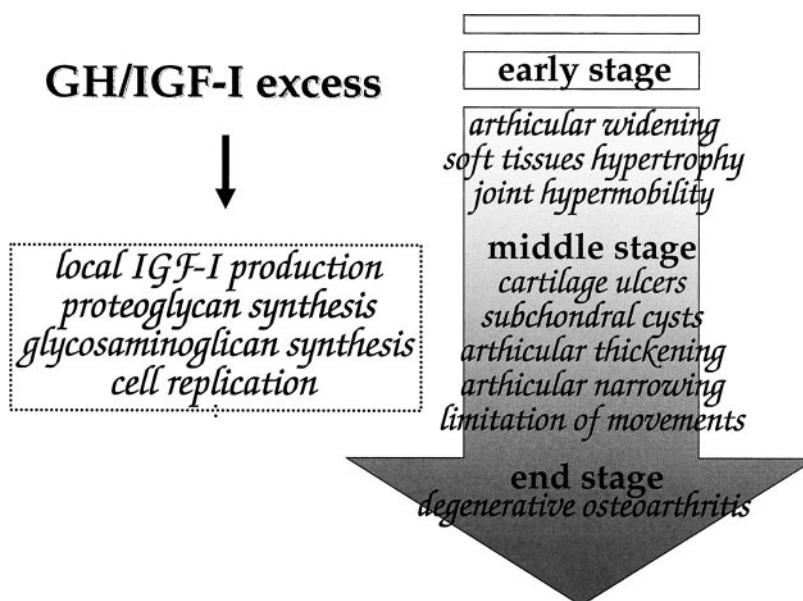 GH/IGF-I excess
local IGF-I production
proteoglycan synthesis
glycosaminoglican synthesis
cell replication
early stage
arthicular widening
soft tissues hypertrophy
joint hypermobility
middle stage
cartilage ulcers
subchondral cysts
arthicular thickening
arthicular narrowing
limitation of movements
end stage
degenerative osteoarthritis